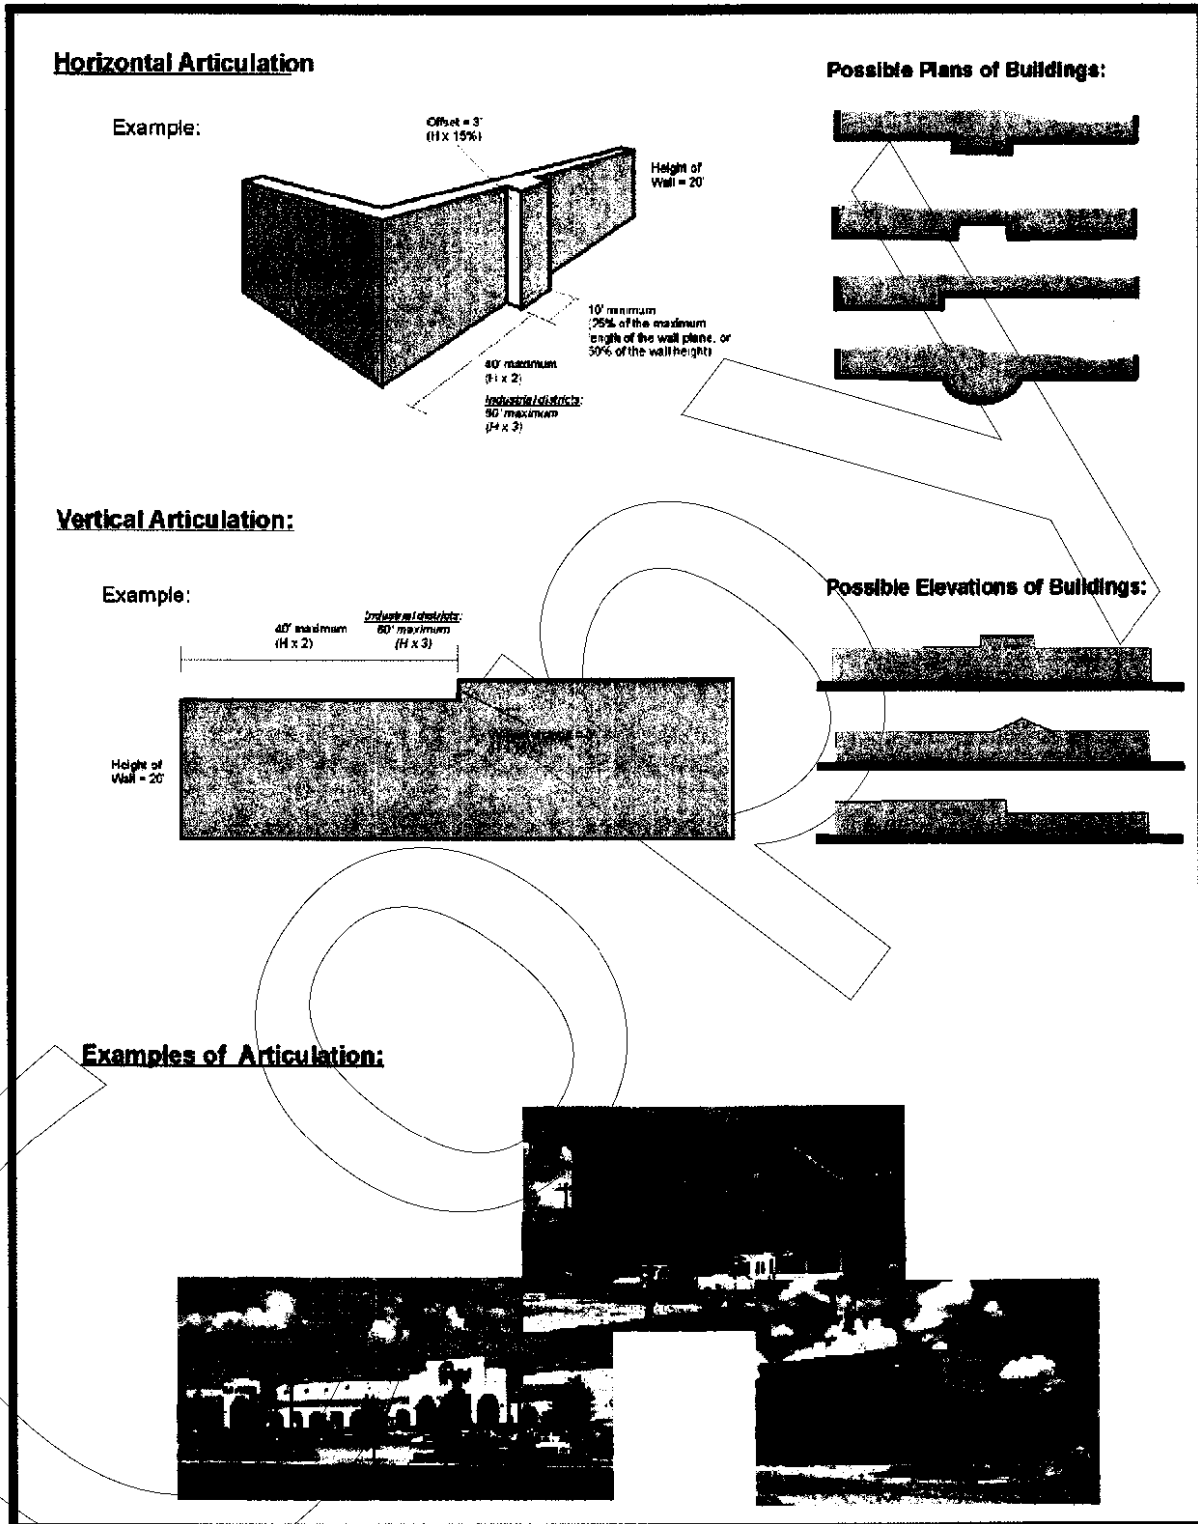 Horizontal Articulation
Possible Plans of Buildings:
Example:
Offset = 3'
(H x 15%)
Height of
Wall = 20'
10' minimum
(25% of the maximum
length of the wall plane, or
50% of the wall height)
40' maximum
(H x 2)
Industrial districts:
60' maximum
(H x 3)
Vertical Articulation:
Example:
Possible Elevations of Buildings:
Industrial districts:
40' maximum
60' maximum
(H x 2)
(H x 3)
Height of
Wall = 20'
Examples of Articulation:
COPY